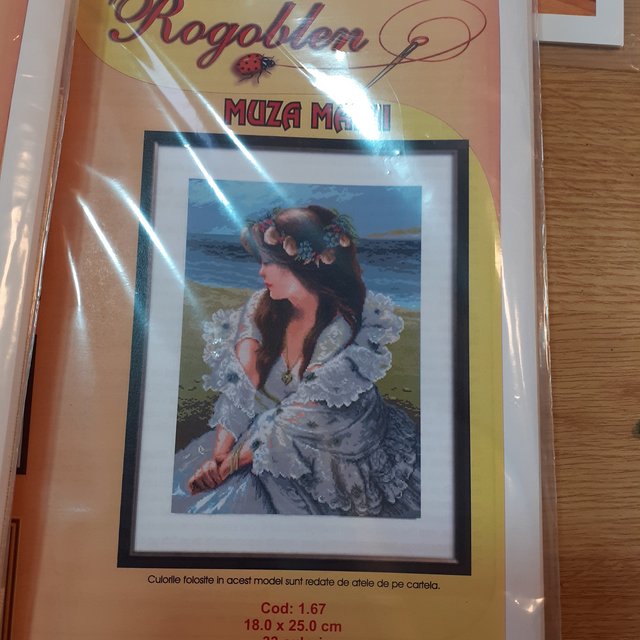 Rogoblen
MUZA MARII
Culorile folosite in acest model sunt redate de atele de pe cartela.
Cod: 1.67
18.0 x 25.0 cm